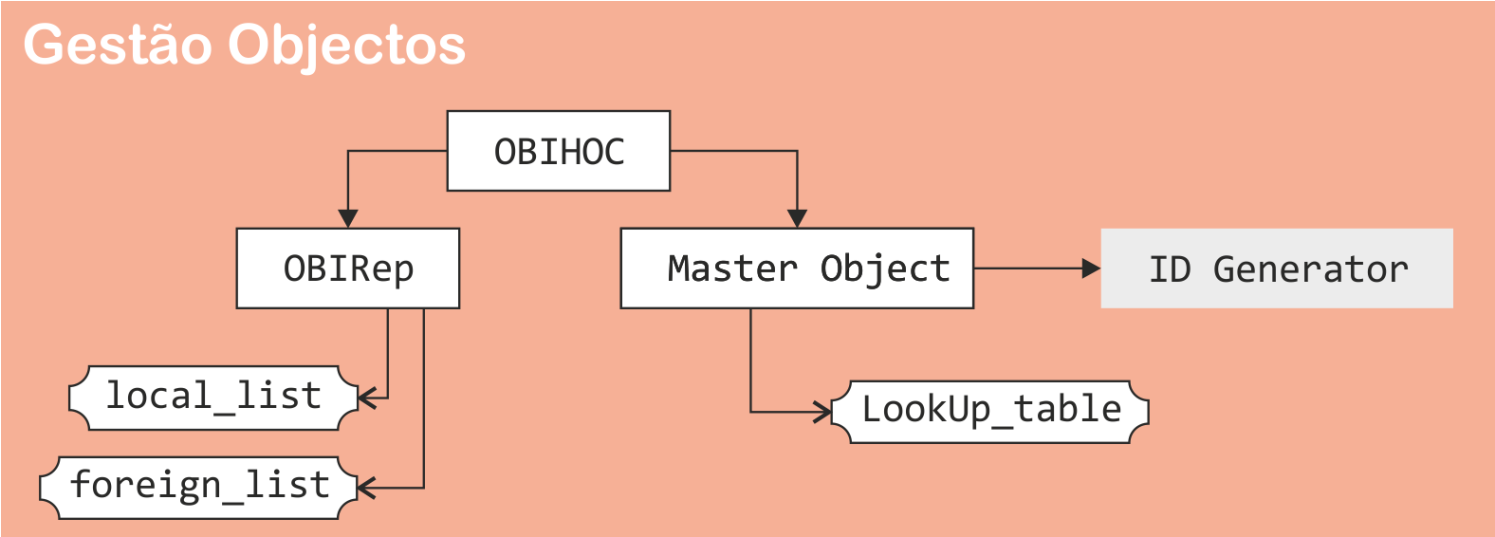 Gestão Objectos
OBIHOC
OBIRep
Master Object
ID Generator
local_list
LookUp_table
foreign_list